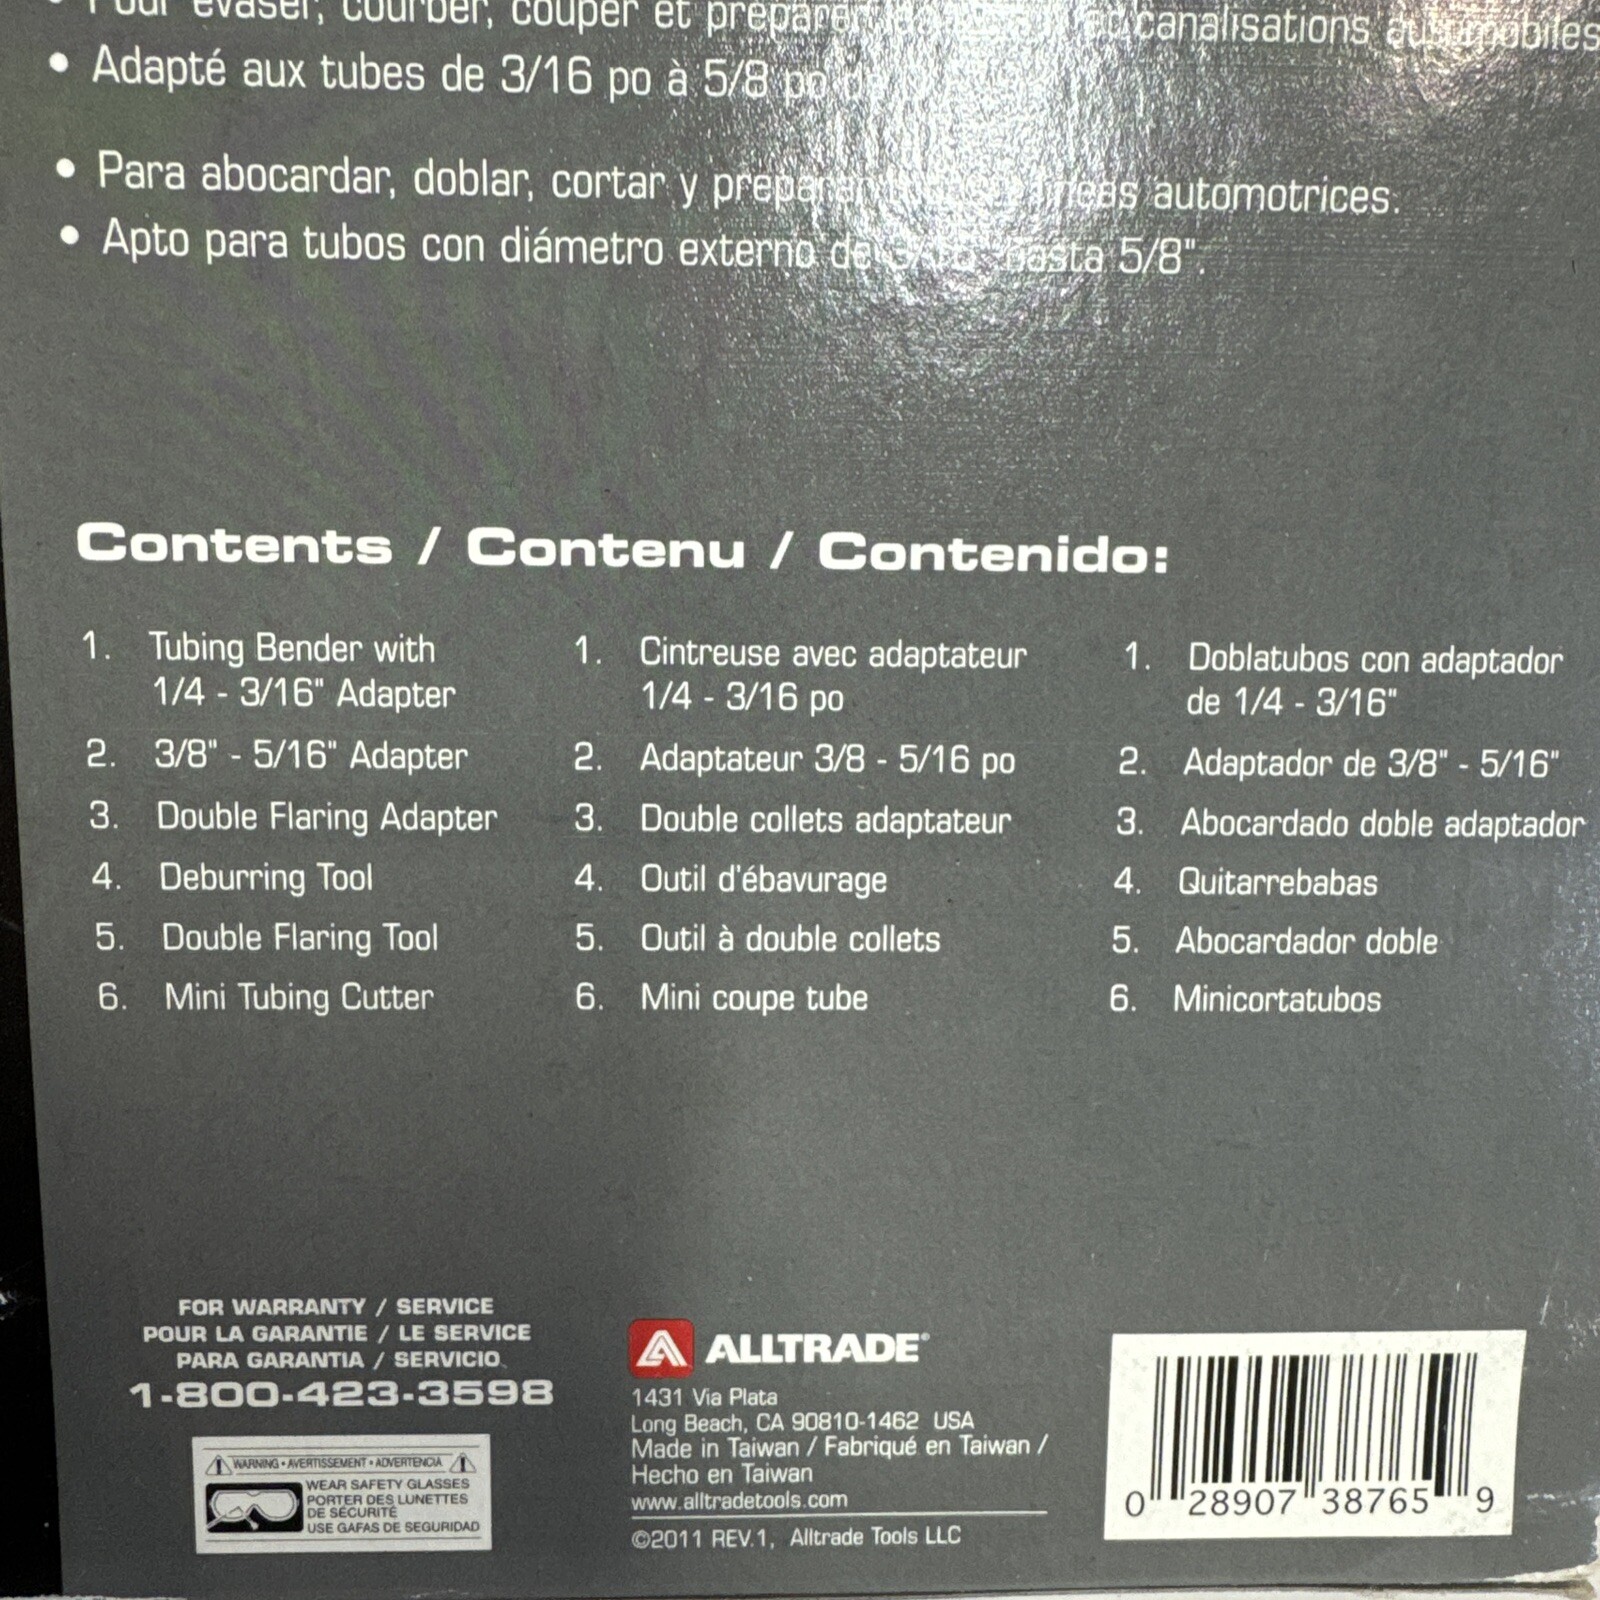 Pour évaser, courber, couper et préparer canalisations automobiles
• Adapté aux tubes de 3/16 po à 5/8 po
• Para abocardar, doblar, cortar y preparar líneas automotrices.
• Apto para tubos con diámetro externo de 3/16" hasta 5/8".
Contents / Contenu / Contenido:
1. Tubing Bender with
1/4 - 3/16" Adapter
2. 3/8" - 5/16" Adapter
3. Double Flaring Adapter
4. Deburring Tool
5. Double Flaring Tool
6. Mini Tubing Cutter
1. Cintreuse avec adaptateur
1/4 - 3/16 po
2. Adaptateur 3/8 - 5/16 po
3. Double collets adaptateur
4. Outil d'ébavurage
5. Outil à double collets
6. Mini coupe tube
1. Doblatubos con adaptador
de 1/4 - 3/16"
2. Adaptador de 3/8" - 5/16"
3. Abocardado doble adaptador
4. Quitarrebabas
5. Abocardador doble
6. Minicortatubos
FOR WARRANTY / SERVICE
POUR LA GARANTIE / LE SERVICE
PARA GARANTIA / SERVICIO
1-800-423-3598
WARNING • AVERTISSEMENT • ADVERTENCIA
WEAR SAFETY GLASSES
PORTER DES LUNETTES
DE SÉCURITÉ
USE GAFAS DE SEGURIDAD
ALLTRADE®
1431 Via Plata
Long Beach, CA 90810-1462 USA
Made in Taiwan / Fabriqué en Taiwan /
Hecho en Taiwan
www.alltradetools.com
©2011 REV.1, Alltrade Tools LLC
0 28907 38765 9